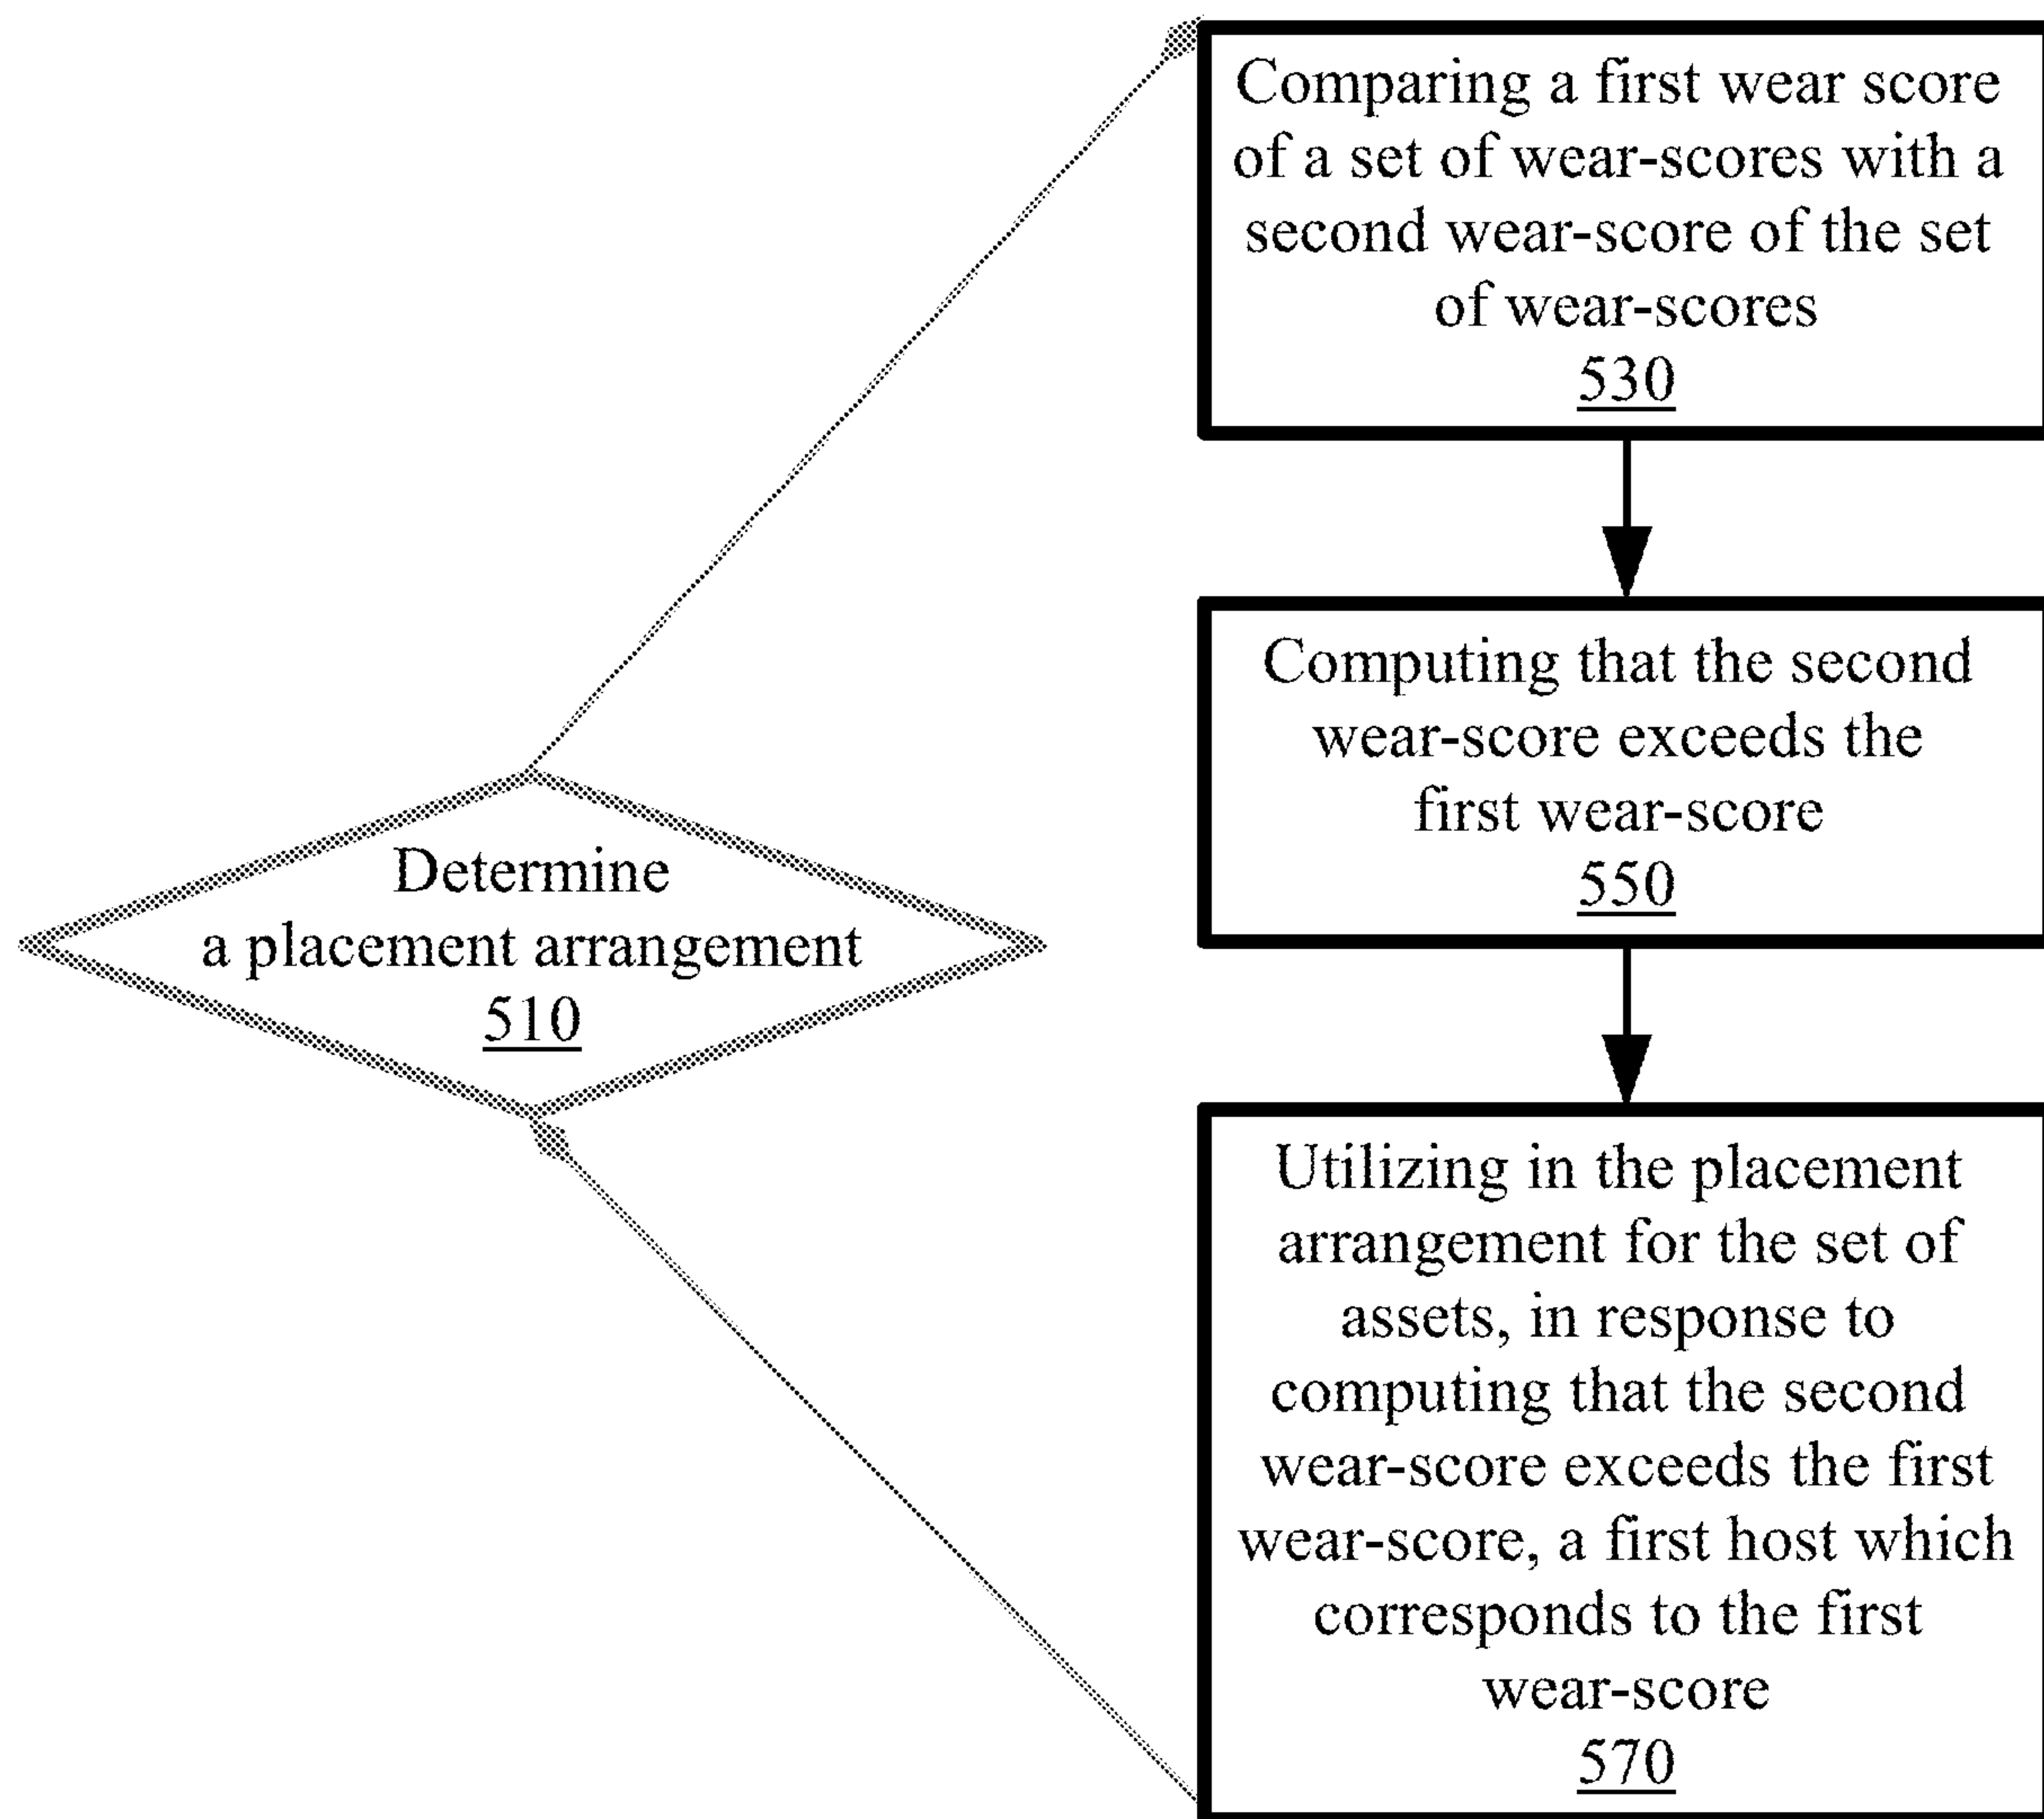 Determine
a placement arrangement
510
Comparing a first wear score
of a set of wear-scores with a
second wear-score of the set
of wear-scores
530
Computing that the second
wear-score exceeds the
first wear-score
550
Utilizing in the placement
arrangement for the set of
assets, in response to
computing that the second
wear-score exceeds the first
wear-score, a first host which
corresponds to the first
wear-score
570